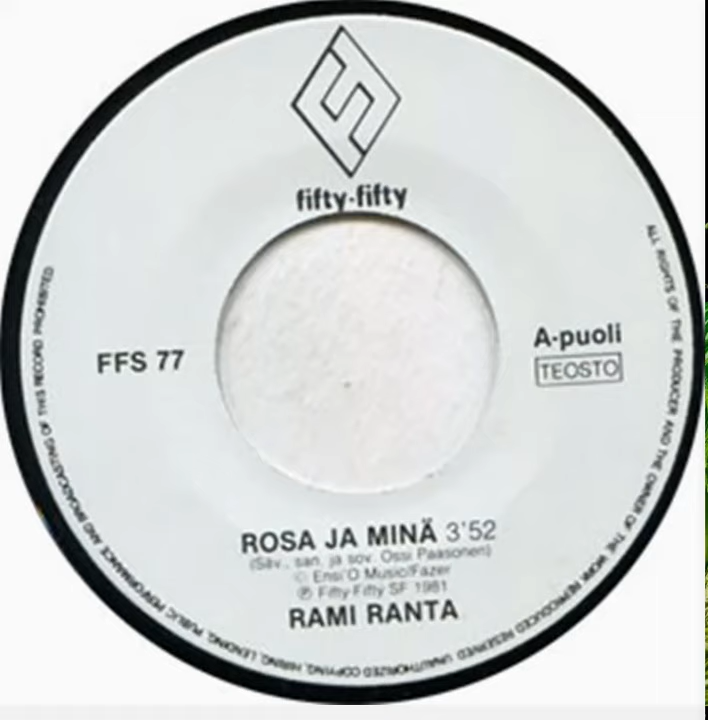 fifty-fifty
FFS 77
A-puoli
TEOSTO
ROSA JA MINÄ 3'52
(Säv., san. ja sov. Ossi Paasonen)
© Ensi'O Music/Fazer
℗ Fifty-Fifty SF 1981
RAMI RANTA
ALL RIGHTS OF THE PRODUCER AND THE OWNER OF THE WORK REPRODUCED RESERVED. UNAUTHORIZED COPYING, HIRING, LENDING, PUBLIC PERFORMANCE AND BROADCASTING OF THIS RECORD PROHIBITED.